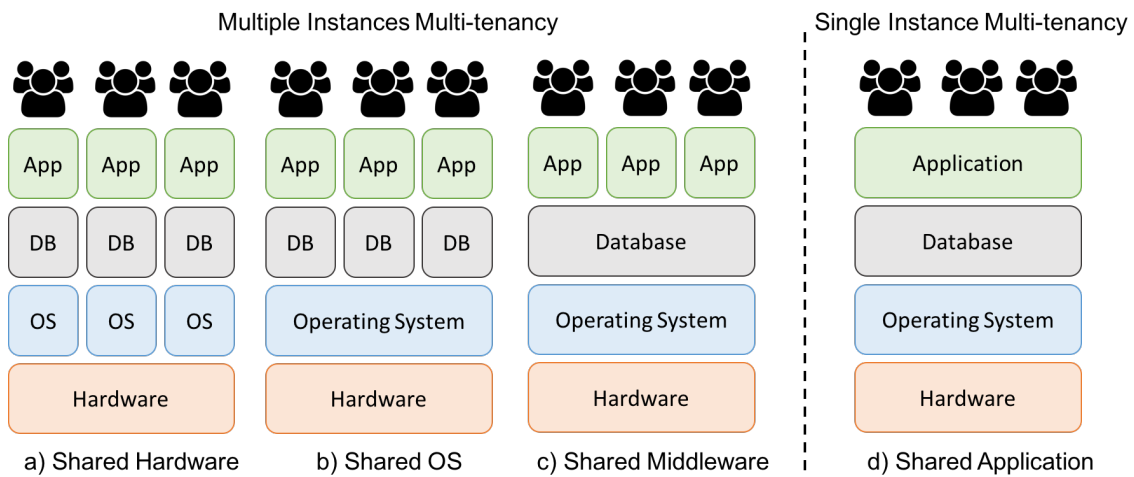 Multiple Instances Multi-tenancy Single Instance Multi-tenancy
App App App App App App App App App Application
DB DB DB DB DB DB Database Database
OS OS OS Operating System Operating System Operating System
Hardware Hardware Hardware Hardware
a) Shared Hardware b) Shared OS c) Shared Middleware d) Shared Application